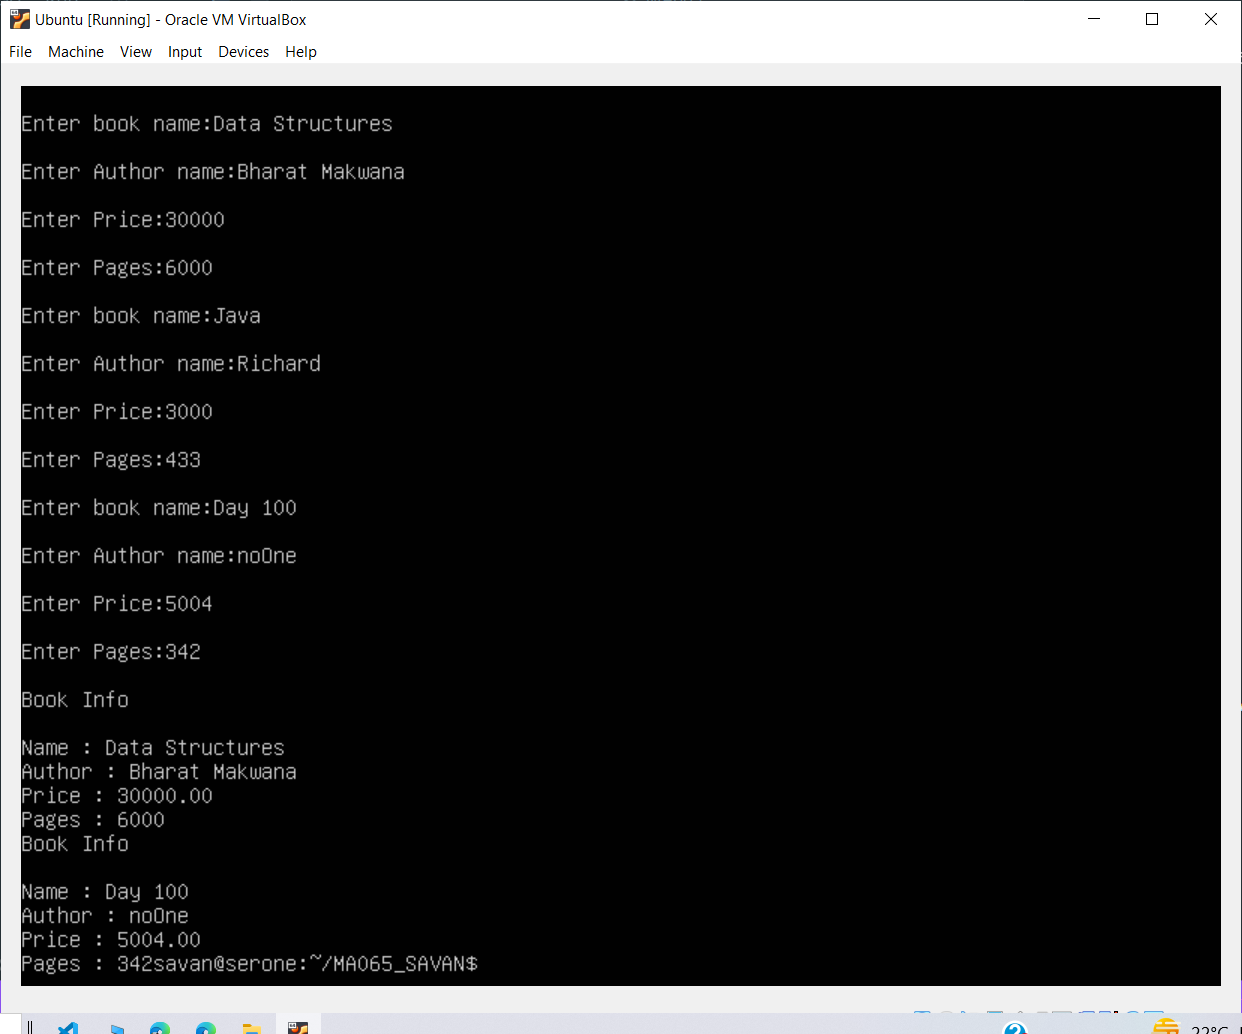 Ubuntu [Running] - Oracle VM VirtualBox
File Machine View Input Devices Help
Enter book name:Data Structures
Enter Author name:Bharat Makwana
Enter Price:30000
Enter Pages:6000
Enter book name:Java
Enter Author name:Richard
Enter Price:3000
Enter Pages:433
Enter book name:Day 100
Enter Author name:noOne
Enter Price:5004
Enter Pages:342
Book Info
Name : Data Structures
Author : Bharat Makwana
Price : 30000.00
Pages : 6000
Book Info
Name : Day 100
Author : noOne
Price : 5004.00
Pages : 342savan@serone:~/MA065_SAVAN$
22°C